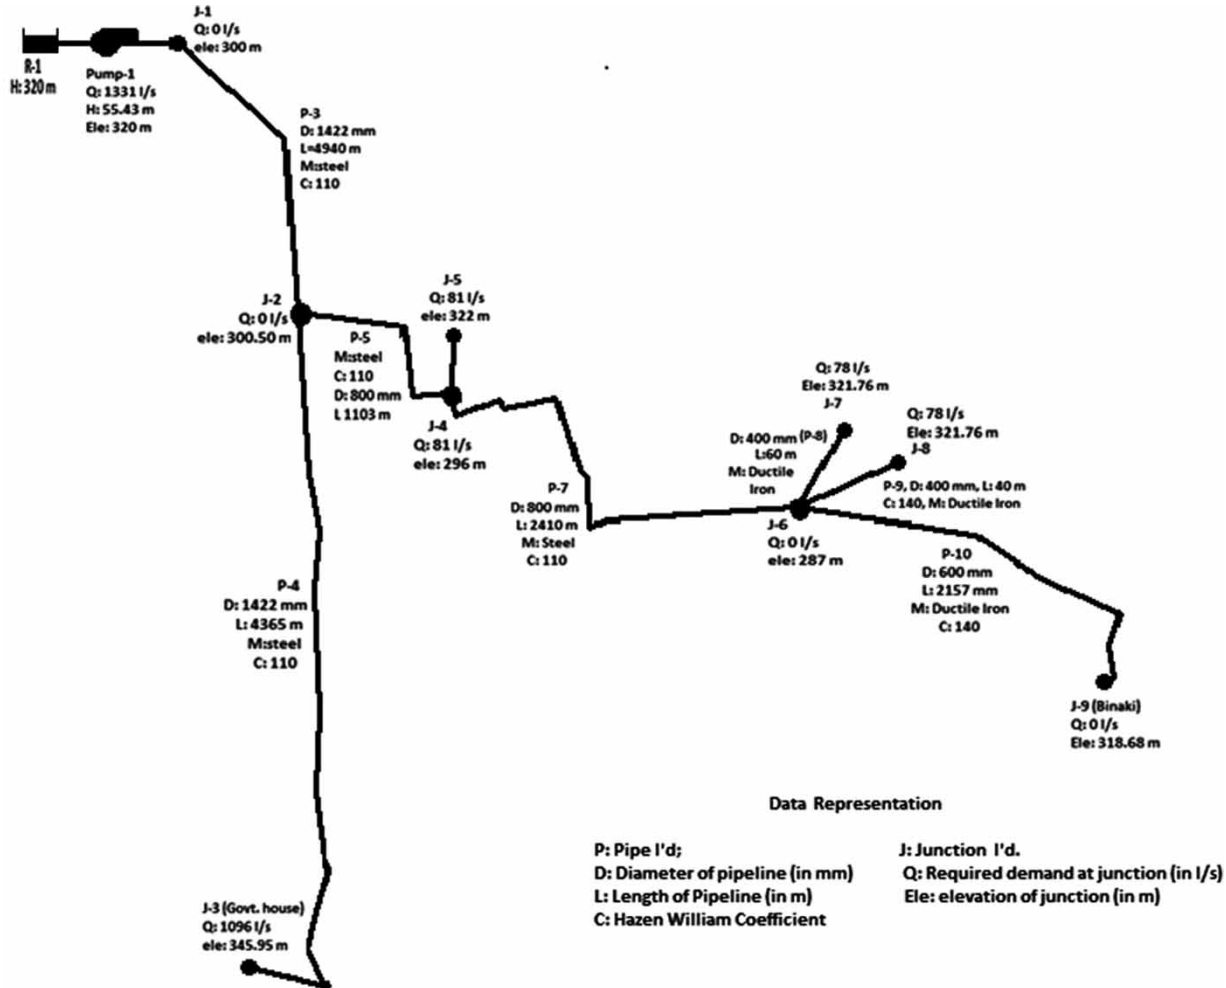 J-1
Q: 0 l/s
ele: 300 m
R-1
H: 320 m
Pump-1
Q: 1331 l/s
H: 55.43 m
Ele: 320 m
P-3
D: 1422 mm
L=4940 m
M:steel
C: 110
J-2
Q: 0 l/s
ele: 300.50 m
P-5
M:steel
C: 110
D: 800 mm
L 1103 m
J-5
Q: 81 l/s
ele: 322 m
J-4
Q: 81 l/s
ele: 296 m
P-7
D: 800 mm
L: 2410 m
M: Steel
C: 110
Q: 78 l/s
Ele: 321.76 m
J-7
D: 400 mm (P-8)
L:60 m
M: Ductile
Iron
Q: 78 l/s
Ele: 321.76 m
J-8
P-9, D: 400 mm, L: 40 m
C: 140, M: Ductile Iron
J-6
Q: 0 l/s
ele: 287 m
P-10
D: 600 mm
L: 2157 mm
M: Ductile Iron
C: 140
P-4
D: 1422 mm
L: 4365 m
M:steel
C: 110
J-9 (Binaki)
Q: 0 l/s
Ele: 318.68 m
J-3 (Govt. house)
Q: 1096 l/s
ele: 345.95 m
Data Representation
P: Pipe I'd;
D: Diameter of pipeline (in mm)
L: Length of Pipeline (in m)
C: Hazen William Coefficient
J: Junction I'd.
Q: Required demand at junction (in l/s)
Ele: elevation of junction (in m)